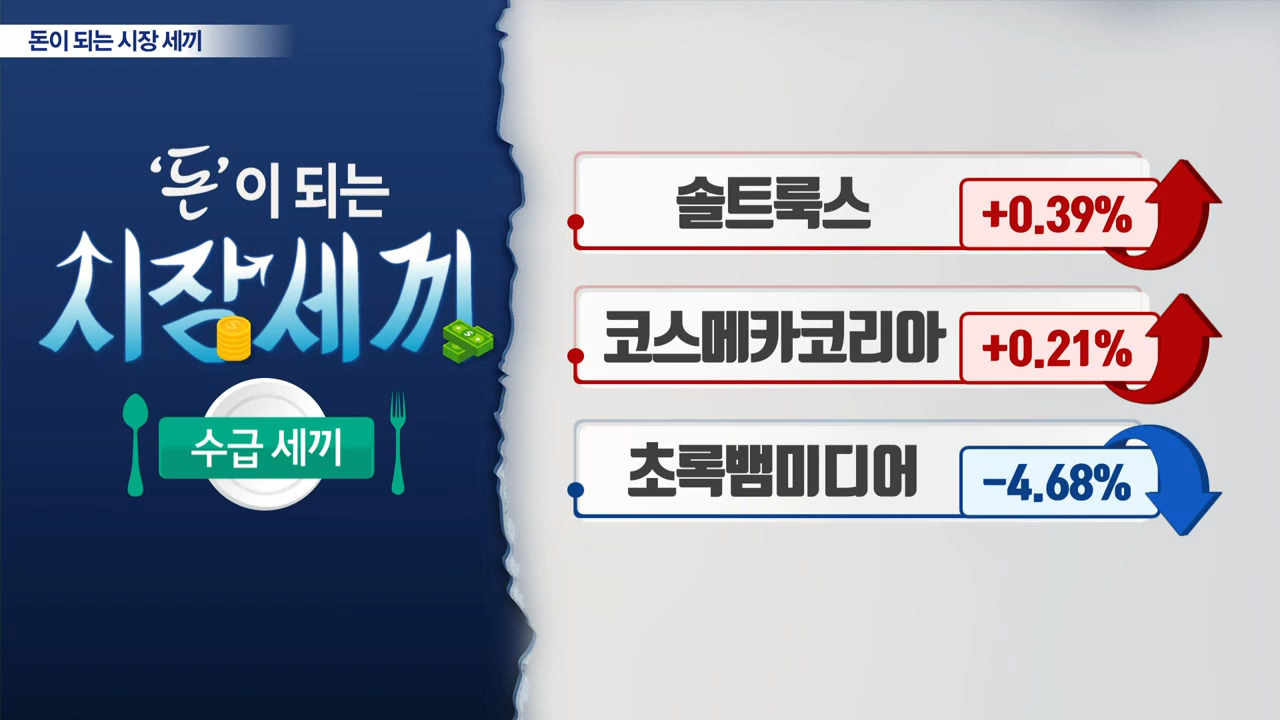 돈이 되는 시장 세끼
‘돈’이 되는
시장세끼
수급 세끼
솔트룩스
+0.39%
코스메카코리아
+0.21%
초록뱀미디어
-4.68%